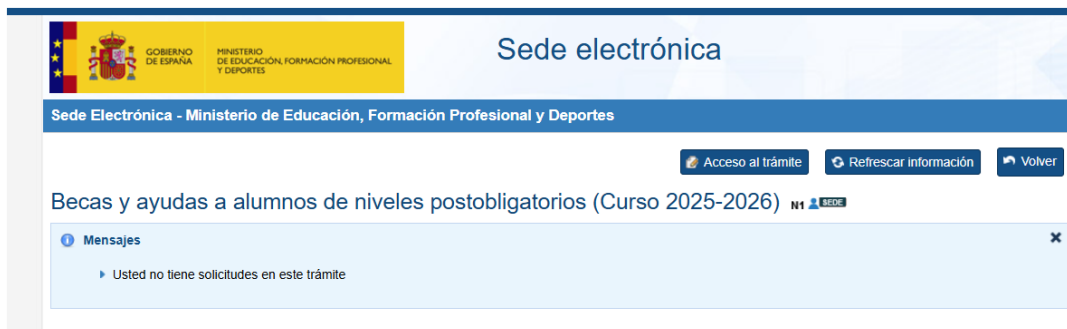 GOBIERNO
DE ESPAÑA
MINISTERIO
DE EDUCACIÓN, FORMACIÓN PROFESIONAL
Y DEPORTES
Sede electrónica
Sede Electrónica - Ministerio de Educación, Formación Profesional y Deportes
Acceso al trámite
Refrescar información
Volver
Becas y ayudas a alumnos de niveles postobligatorios (Curso 2025-2026) N1 SEDE
Mensajes
Usted no tiene solicitudes en este trámite